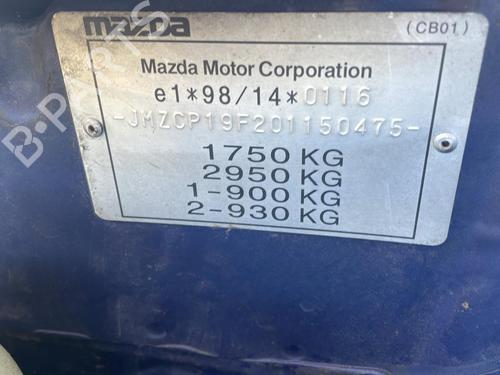 mazda
(CB01)
Mazda Motor Corporation
e1*98/14*0116
-JMZCP19F201150475-
1750 KG
2950 KG
1-900 KG
2-930 KG
B-PARTS